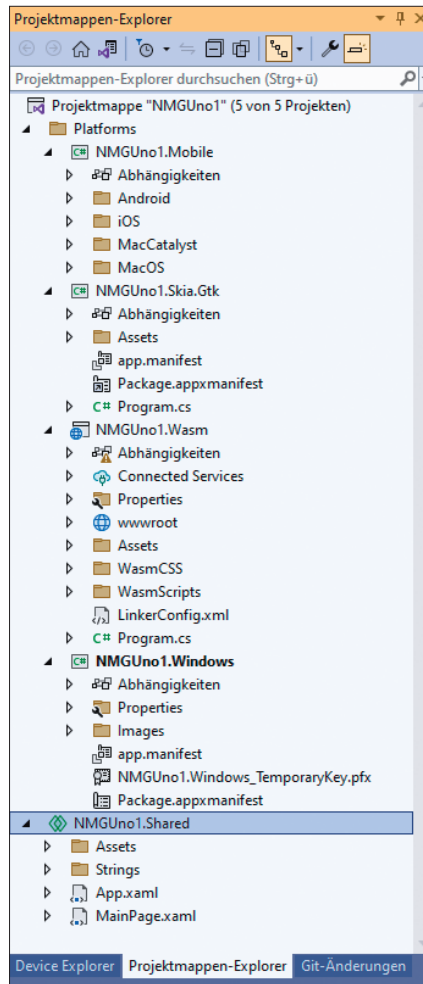 Projektmappen-Explorer
Projektmappen-Explorer durchsuchen (Strg+ü)
Projektmappe "NMGUno1" (5 von 5 Projekten)
Platforms
C# NMGUno1.Mobile
Abhängigkeiten
Android
iOS
MacCatalyst
MacOS
C# NMGUno1.Skia.Gtk
Abhängigkeiten
Assets
app.manifest
Package.appxmanifest
C# Program.cs
NMGUno1.Wasm
Abhängigkeiten
Connected Services
Properties
wwwroot
Assets
WasmCSS
WasmScripts
LinkerConfig.xml
C# Program.cs
C# NMGUno1.Windows
Abhängigkeiten
Properties
Images
app.manifest
NMGUno1.Windows_TemporaryKey.pfx
Package.appxmanifest
NMGUno1.Shared
Assets
Strings
App.xaml
MainPage.xaml
Device Explorer Projektmappen-Explorer Git-Änderungen